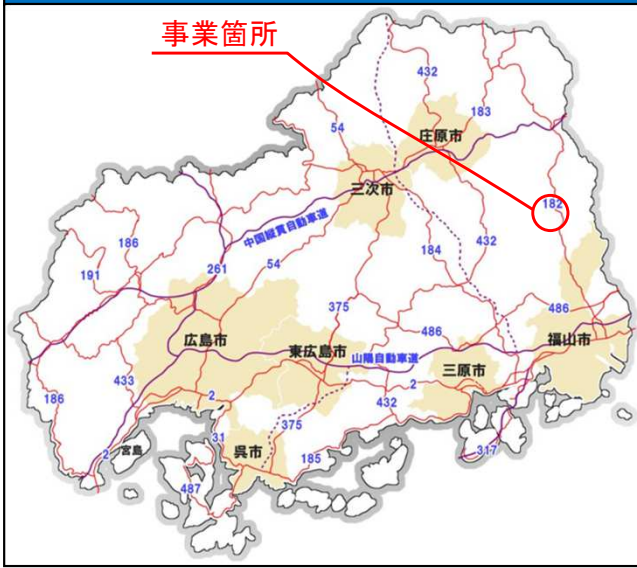 事業箇所
432
183
54
庄原市
三次市
182
中国縦貫自動車道
186
184
432
191
261
54
375
486
486
広島市
東広島市
山陽自動車道
福山市
三原市
186
433
2
2
432
2
宮島
31
375
185
呉市
317
487